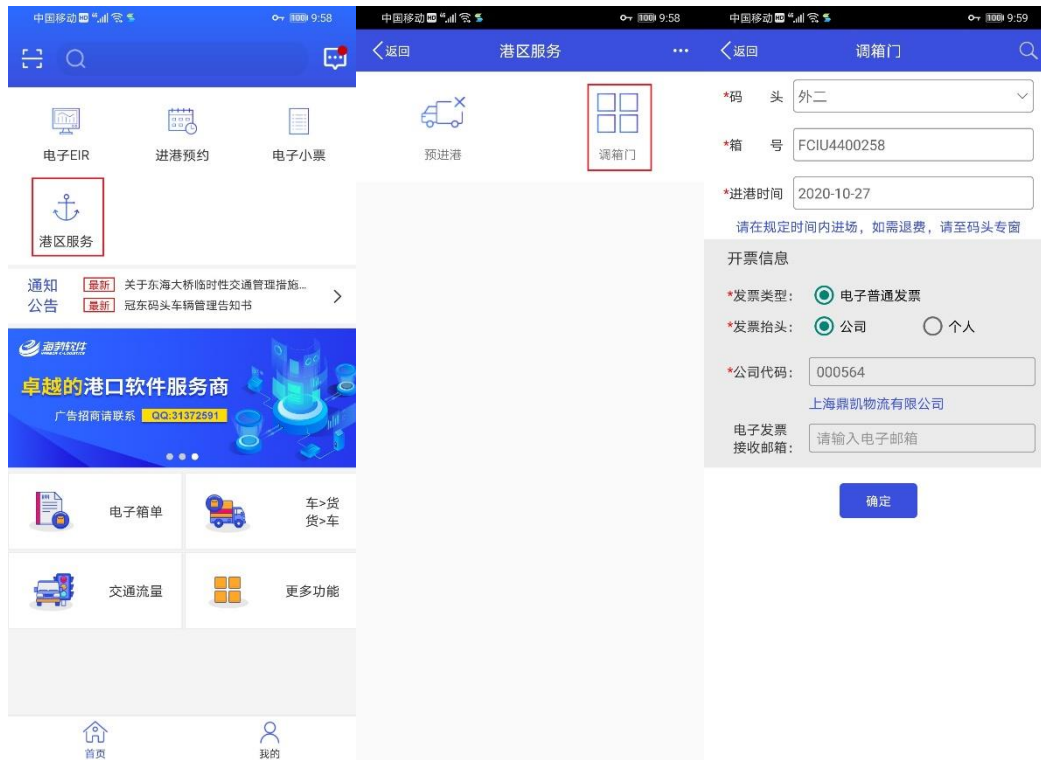 中国移动 HD 9:58
电子EIR
进港预约
电子小票
港区服务
通知
公告
最新 关于东海大桥临时性交通管理措施...
最新 冠东码头车辆管理告知书
海勃软件
卓越的港口软件服务商
广告招商请联系 QQ:31372591
电子箱单
车>货
货>车
交通流量
更多功能
首页
我的
中国移动 HD 100 9:58
返回 港区服务 ...
预进港
调箱门
中国移动 HD 100 9:59
返回 调箱门
*码 头 外二
*箱 号 FCIU4400258
*进港时间 2020-10-27
请在规定时间内进场，如需退费，请至码头专窗
开票信息
*发票类型: 电子普通发票
*发票抬头: 公司 个人
*公司代码: 000564
上海鼎凯物流有限公司
电子发票
接收邮箱: 请输入电子邮箱
确定